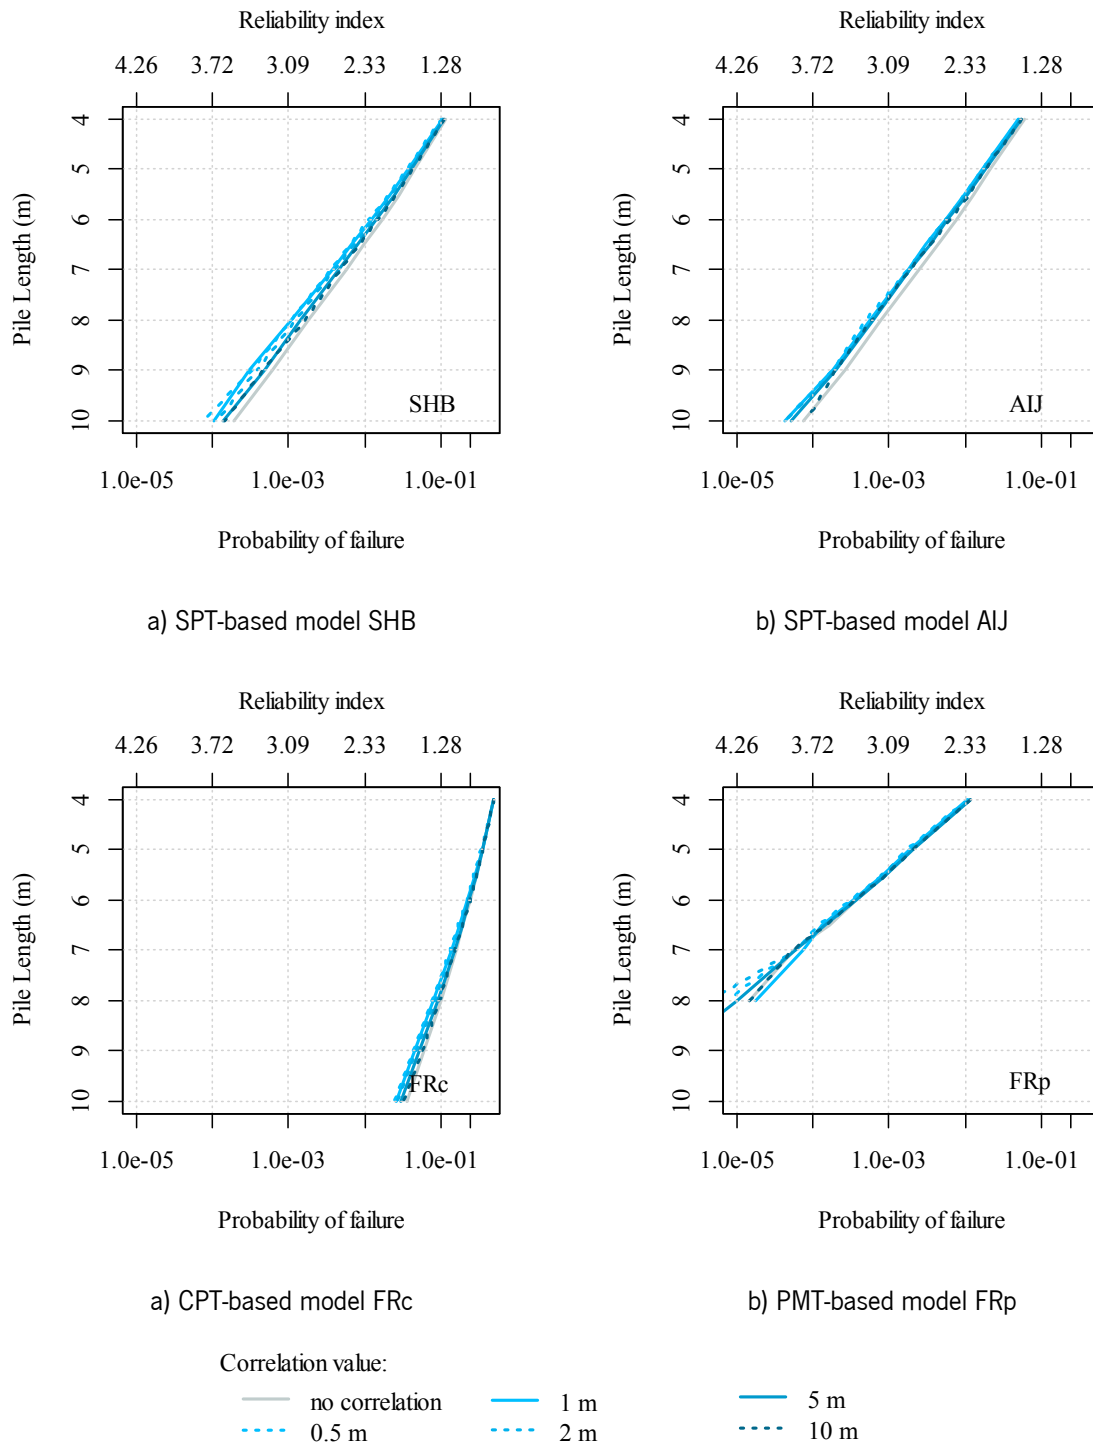 Reliability index
4.26 3.72 3.09 2.33 1.28
Pile Length (m)
4
5
6
7
8
9
10
SHB
1.0e-05 1.0e-03 1.0e-01
Probability of failure
a) SPT-based model SHB
Reliability index
4.26 3.72 3.09 2.33 1.28
Pile Length (m)
4
5
6
7
8
9
10
AIJ
1.0e-05 1.0e-03 1.0e-01
Probability of failure
b) SPT-based model AIJ
Reliability index
4.26 3.72 3.09 2.33 1.28
Pile Length (m)
4
5
6
7
8
9
10
FRc
1.0e-05 1.0e-03 1.0e-01
Probability of failure
a) CPT-based model FRc
Reliability index
4.26 3.72 3.09 2.33 1.28
Pile Length (m)
4
5
6
7
8
9
10
FRp
1.0e-05 1.0e-03 1.0e-01
Probability of failure
b) PMT-based model FRp
Correlation value:
no correlation 1 m 5 m
0.5 m 2 m 10 m